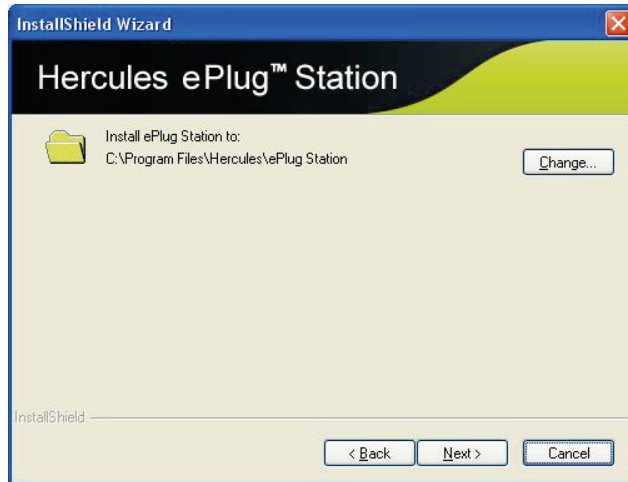 InstallShield Wizard
Hercules ePlug™ Station
Install ePlug Station to:
C:\Program Files\Hercules\ePlug Station
Change...
InstallShield
< Back
Next >
Cancel